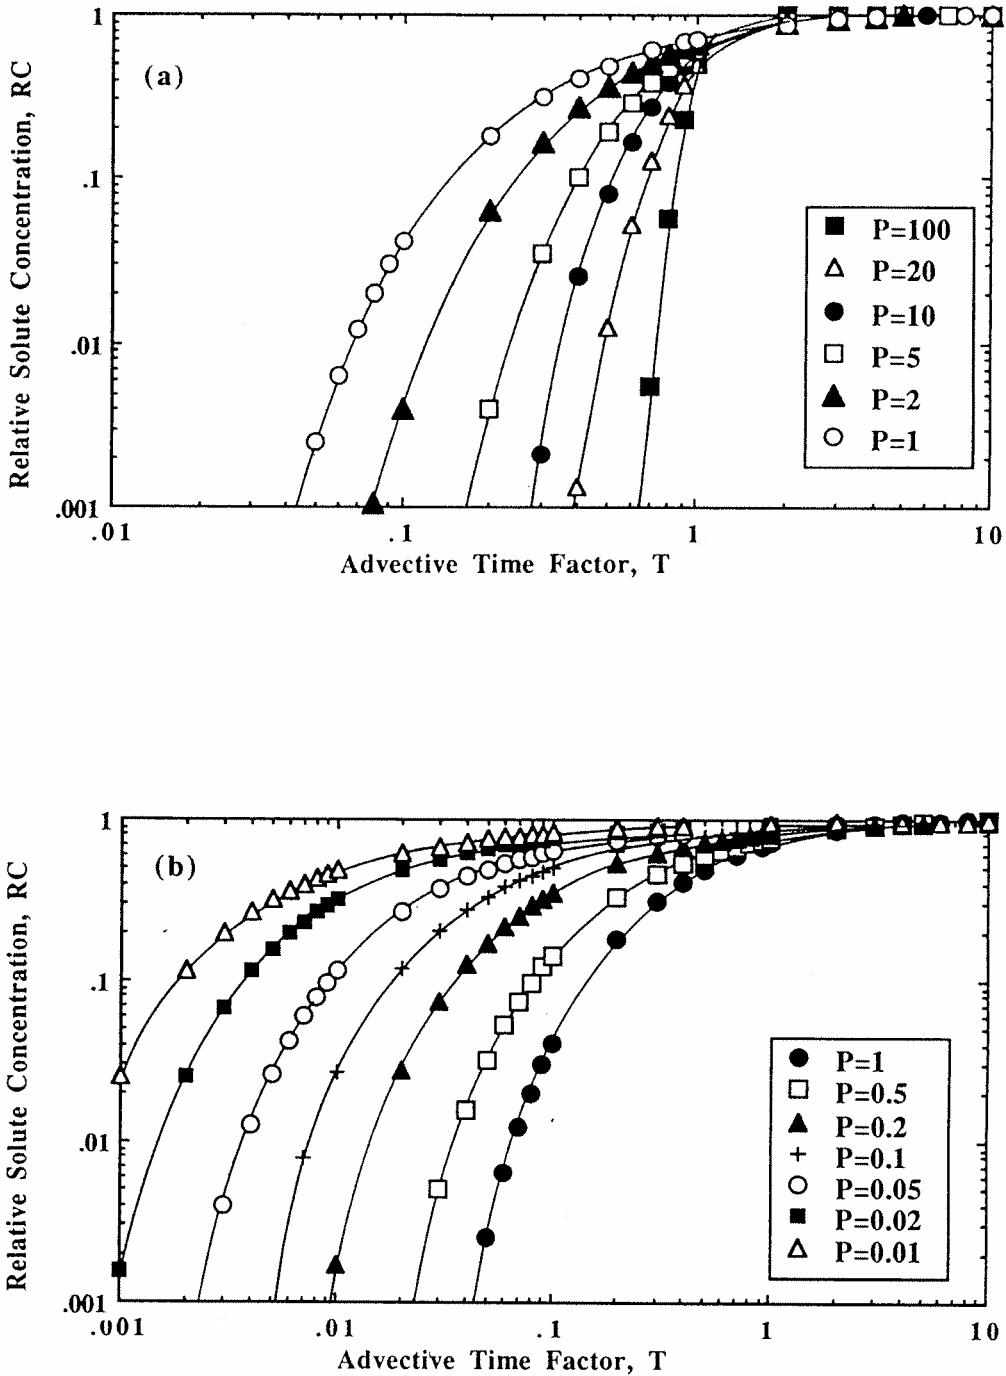 1
(a)
.1
.01
.001
Relative Solute Concentration, RC
P=100
P=20
P=10
P=5
P=2
P=1
.01
.1
1
10
Advective Time Factor, T
1
(b)
.1
.01
.001
Relative Solute Concentration, RC
P=1
P=0.5
P=0.2
P=0.1
P=0.05
P=0.02
P=0.01
.001
.01
.1
1
10
Advective Time Factor, T